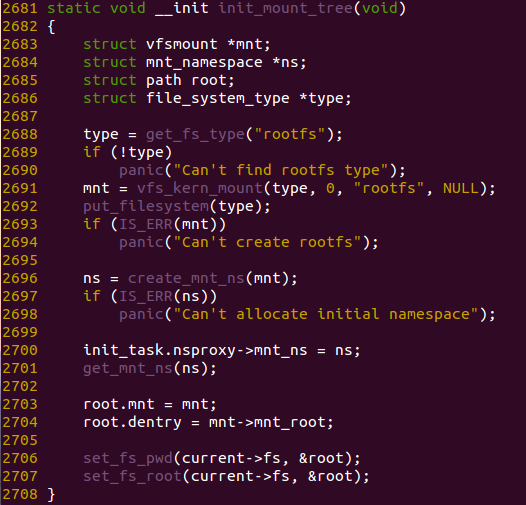 2681 static void __init init_mount_tree(void)
2682 {
2683     struct vfsmount *mnt;
2684     struct mnt_namespace *ns;
2685     struct path root;
2686     struct file_system_type *type;
2687
2688     type = get_fs_type("rootfs");
2689     if (!type)
2690         panic("Can't find rootfs type");
2691     mnt = vfs_kern_mount(type, 0, "rootfs", NULL);
2692     put_filesystem(type);
2693     if (IS_ERR(mnt))
2694         panic("Can't create rootfs");
2695
2696     ns = create_mnt_ns(mnt);
2697     if (IS_ERR(ns))
2698         panic("Can't allocate initial namespace");
2699
2700     init_task.nsproxy->mnt_ns = ns;
2701     get_mnt_ns(ns);
2702
2703     root.mnt = mnt;
2704     root.dentry = mnt->mnt_root;
2705
2706     set_fs_pwd(current->fs, &root);
2707     set_fs_root(current->fs, &root);
2708 }